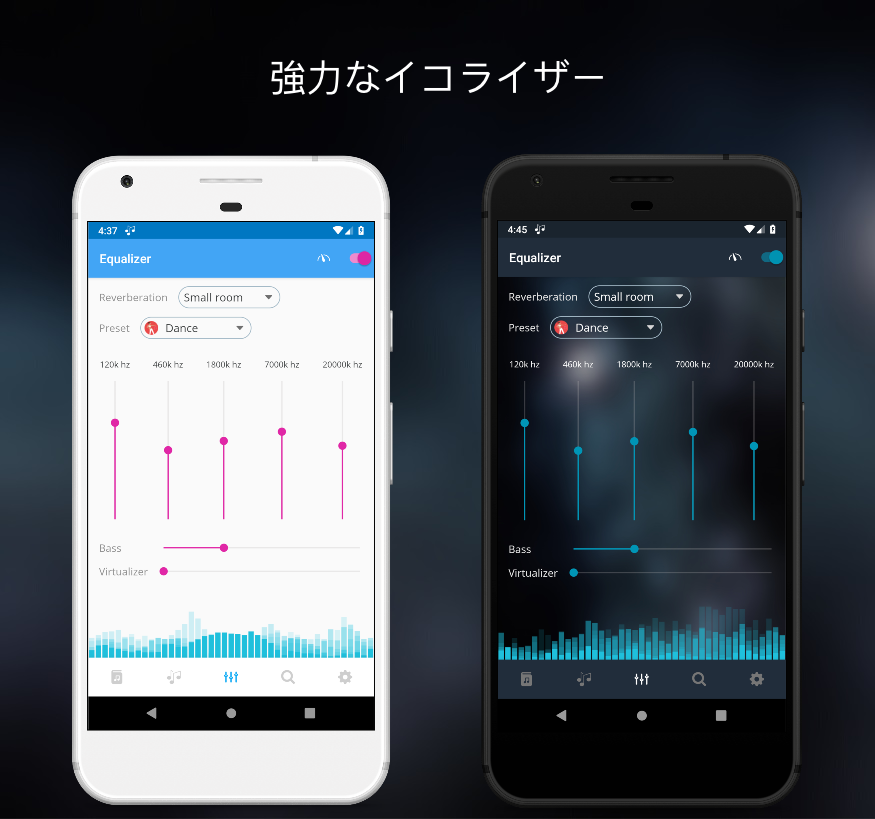 強力なイコライザー
4:37
Equalizer
Reverberation Small room
Preset Dance
120k hz 460k hz 1800k hz 7000k hz 20000k hz
Bass
Virtualizer
4:45
Equalizer
Reverberation Small room
Preset Dance
120k hz 460k hz 1800k hz 7000k hz 20000k hz
Bass
Virtualizer